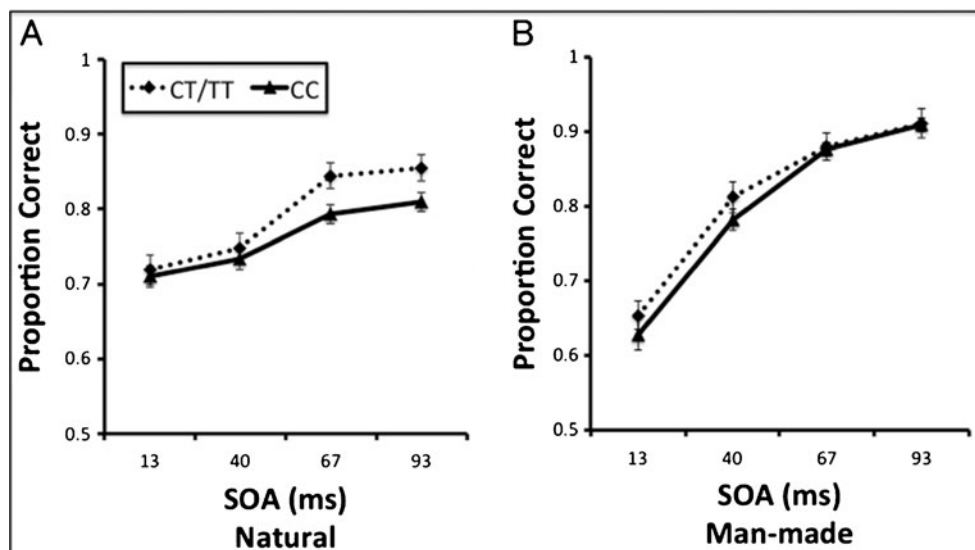 A
CT/TT CC
Proportion Correct
1
0.9
0.8
0.7
0.6
0.5
13 40 67 93
SOA (ms)
Natural
B
Proportion Correct
1
0.9
0.8
0.7
0.6
0.5
13 40 67 93
SOA (ms)
Man-made